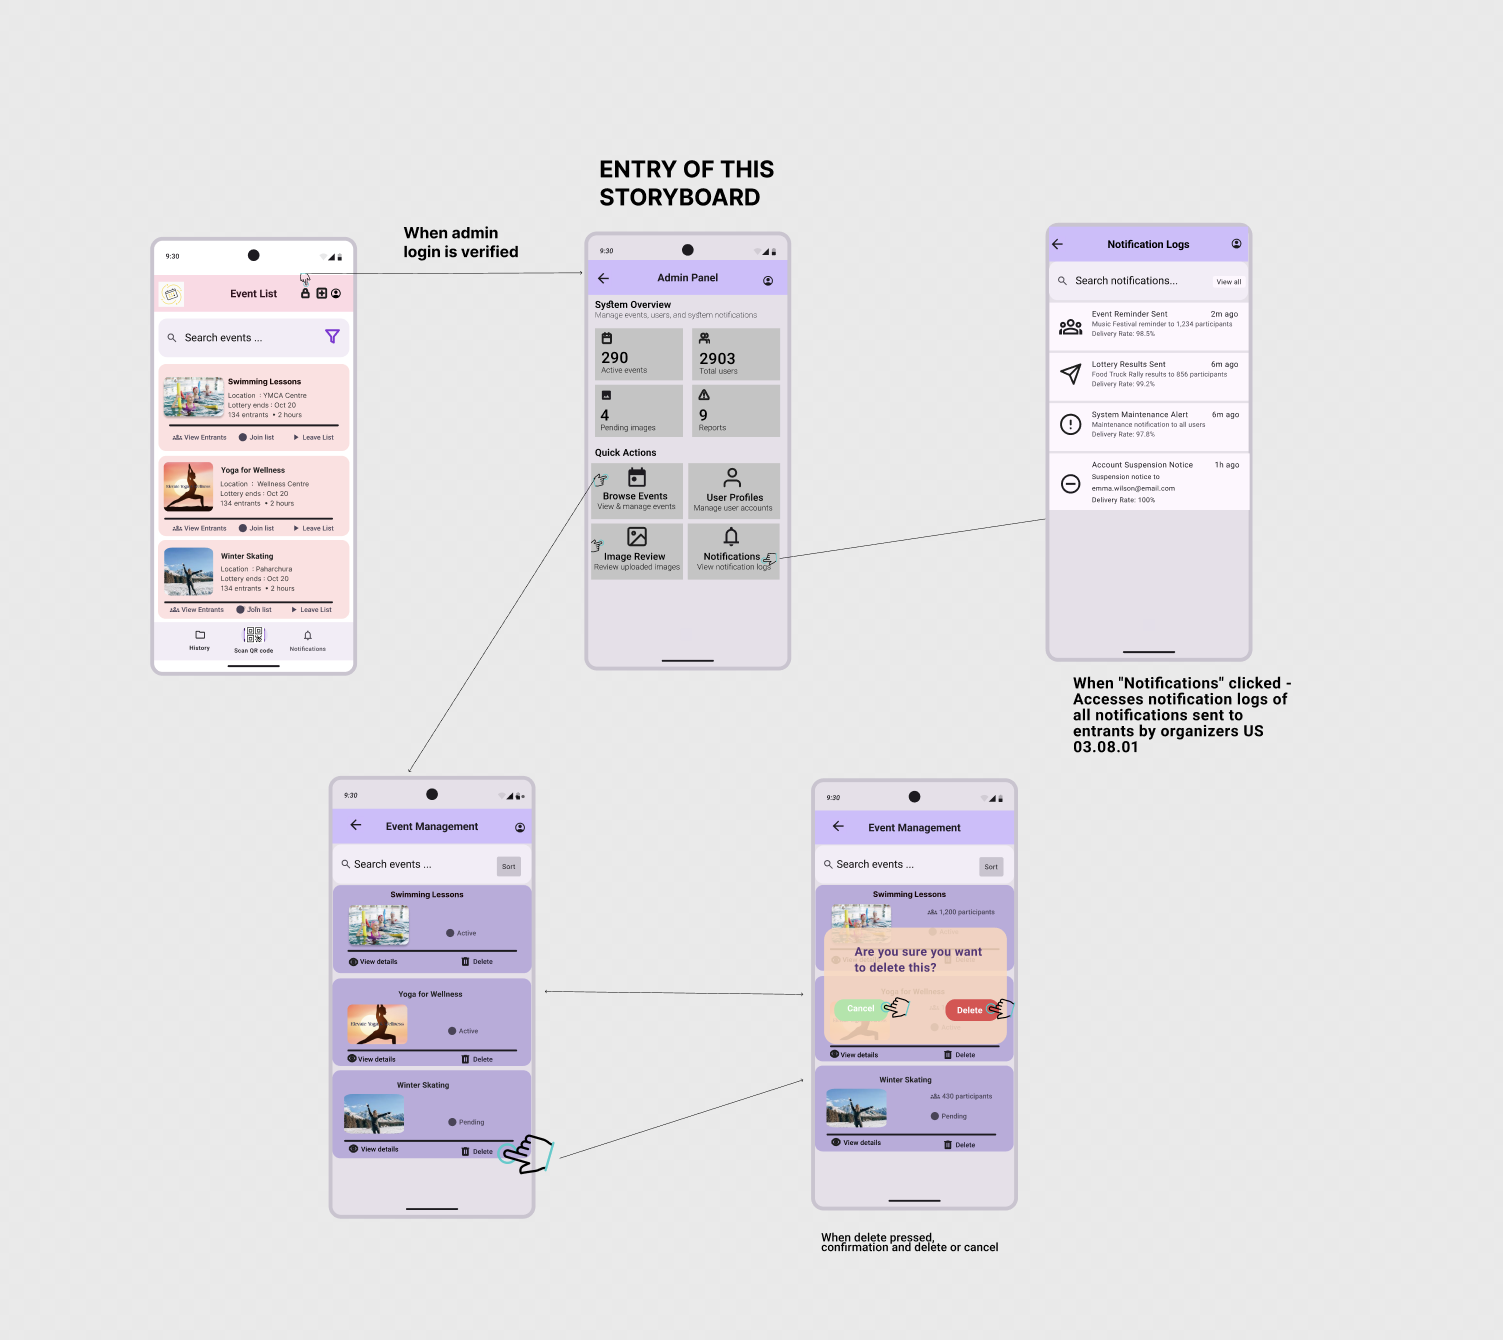 ENTRY OF THIS
STORYBOARD
When admin
login is verified
9:30
Event List
Search events ...
Swimming Lessons
Location : YMCA Centre
Lottery ends : Oct 20
134 entrants • 2 hours
View Entrants
Join list
Leave List
Yoga for Wellness
Location : Wellness Centre
Lottery ends : Oct 20
134 entrants • 2 hours
View Entrants
Join list
Leave List
Winter Skating
Location : Paharchura
Lottery ends : Oct 20
134 entrants • 2 hours
View Entrants
Join list
Leave List
History
Scan QR code
Notifications
9:30
Admin Panel
System Overview
Manage events, users, and system notifications
290
Active events
2903
Total users
4
Pending images
9
Reports
Quick Actions
Browse Events
View & manage events
User Profiles
Manage user accounts
Image Review
Review uploaded images
Notifications
View notification logs
Notification Logs
Search notifications...
View all
Event Reminder Sent
2m ago
Music Festival reminder to 1,234 participants
Delivery Rate: 98.5%
Lottery Results Sent
6m ago
Food Truck Rally results to 856 participants
Delivery Rate: 99.2%
System Maintenance Alert
6m ago
Maintenance notification to all users
Delivery Rate: 97.8%
Account Suspension Notice
1h ago
Suspension notice to
emma.wilson@email.com
Delivery Rate: 100%
When "Notifications" clicked -
Accesses notification logs of
all notifications sent to
entrants by organizers US
03.08.01
9:30
Event Management
Search events ...
Sort
Swimming Lessons
Active
View details
Delete
Yoga for Wellness
Active
View details
Delete
Winter Skating
Pending
View details
Delete
9:30
Event Management
Search events ...
Sort
Swimming Lessons
1,200 participants
Are you sure you want
to delete this?
Yoga for Wellness
Cancel
Delete
View details
Delete
Winter Skating
430 participants
Pending
View details
Delete
When delete pressed,
confirmation and delete or cancel